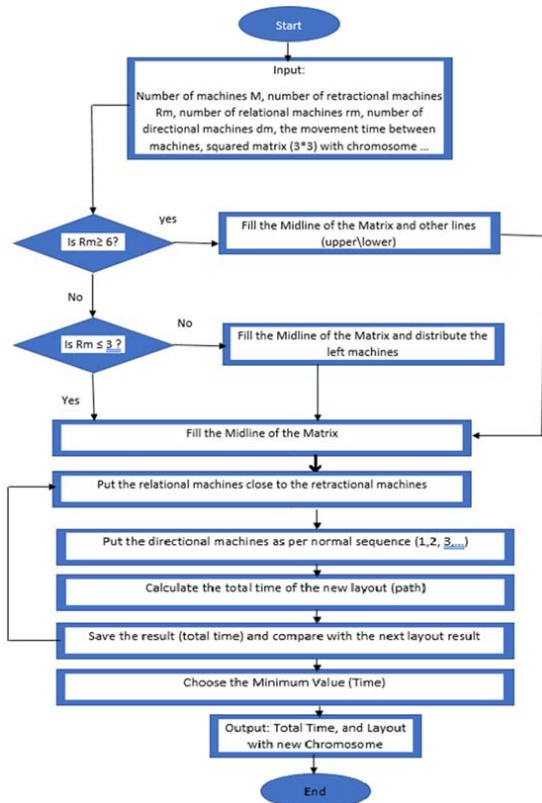 Start
Input:
Number of machines M, number of retractional machines
Rm, number of relational machines rm, number of
directional machines dm, the movement time between
machines, squared matrix (3*3) with chromosome ...
Is Rm≥ 6?
yes
Fill the Midline of the Matrix and other lines
(upper\lower)
No
Is Rm ≤ 3 ?
No
Fill the Midline of the Matrix and distribute the
left machines
Yes
Fill the Midline of the Matrix
Put the relational machines close to the retractional machines
Put the directional machines as per normal sequence (1,2, 3,...)
Calculate the total time of the new layout (path)
Save the result (total time) and compare with the next layout result
Choose the Minimum Value (Time)
Output: Total Time, and Layout
with new Chromosome
End